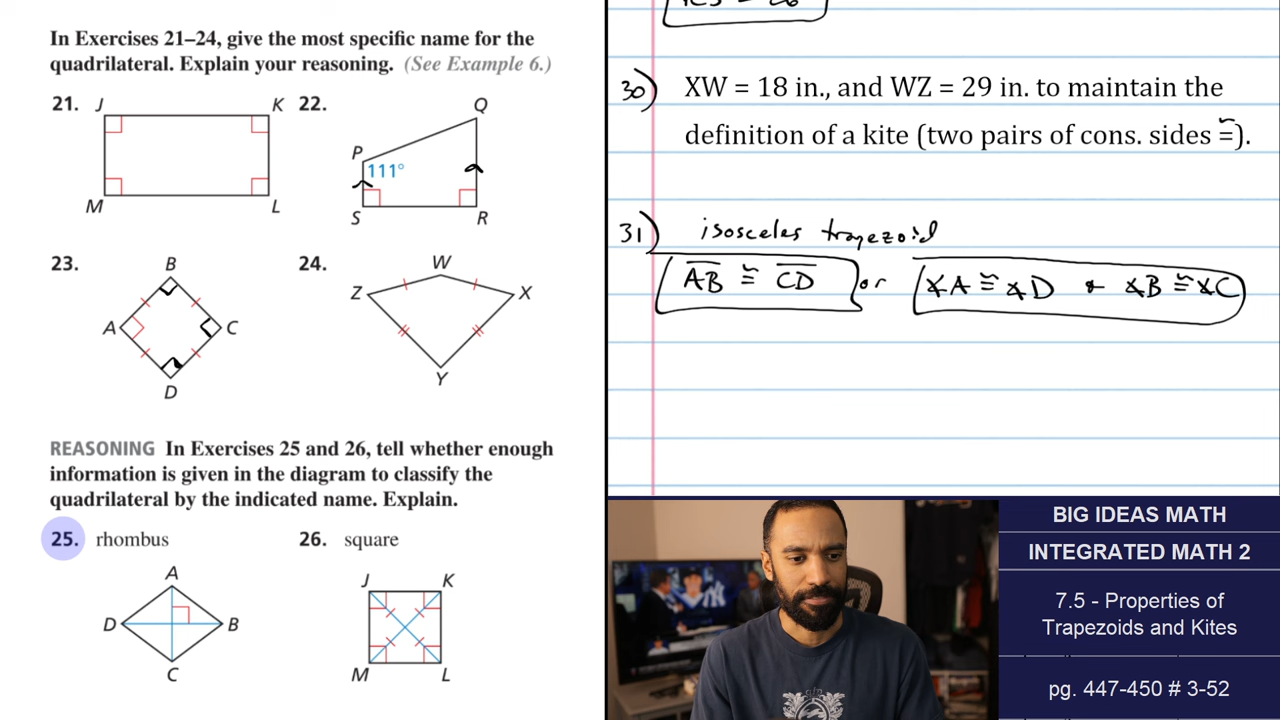 In Exercises 21–24, give the most specific name for the
quadrilateral. Explain your reasoning. (See Example 6.)
21. J K
M L
22. Q
P
111°
S R
23. B
A C
D
24. W
Z X
Y
REASONING In Exercises 25 and 26, tell whether enough
information is given in the diagram to classify the
quadrilateral by the indicated name. Explain.
25. rhombus
A
D B
C
26. square
J K
M L
30) XW = 18 in., and WZ = 29 in. to maintain the
definition of a kite (two pairs of cons. sides ≅).
31) isosceles trapezoid
AB ≅ CD or ∡A ≅ ∡D + ∡B ≅ ∡C
BIG IDEAS MATH
INTEGRATED MATH 2
7.5 - Properties of
Trapezoids and Kites
pg. 447-450 # 3-52